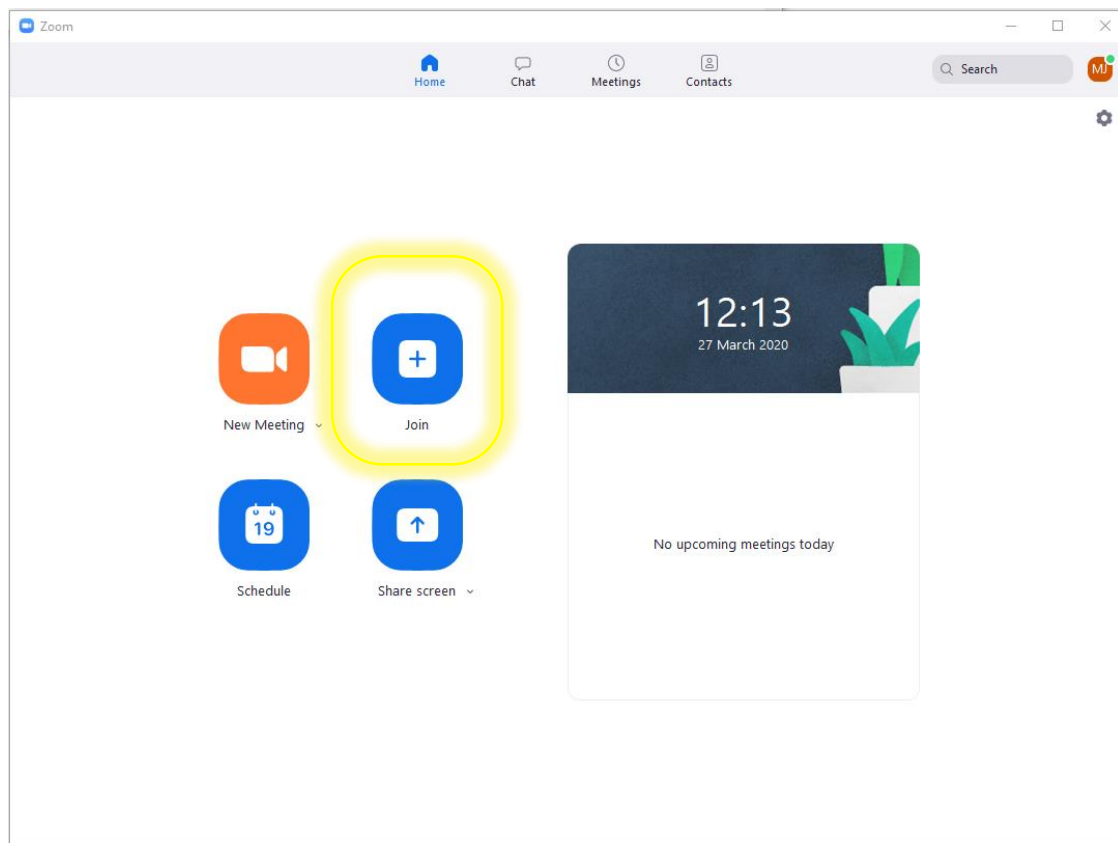 Zoom
Home
Chat
Meetings
Contacts
Search
MJ
12:13
27 March 2020
New Meeting
Join
19
Schedule
Share screen
No upcoming meetings today